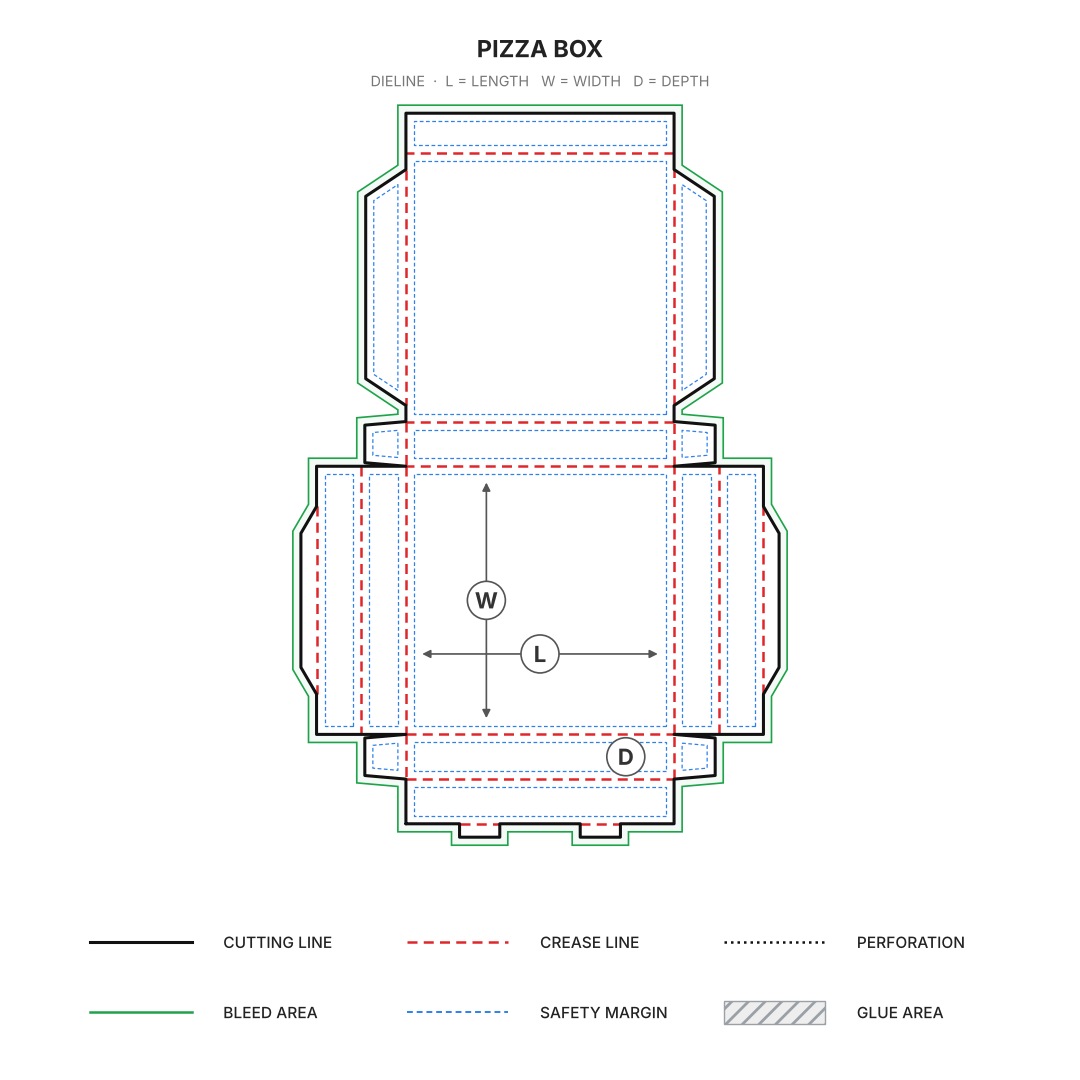 PIZZA BOX
DIELINE · L = LENGTH W = WIDTH D = DEPTH
W
L
D
CUTTING LINE
CREASE LINE
PERFORATION
BLEED AREA
SAFETY MARGIN
GLUE AREA